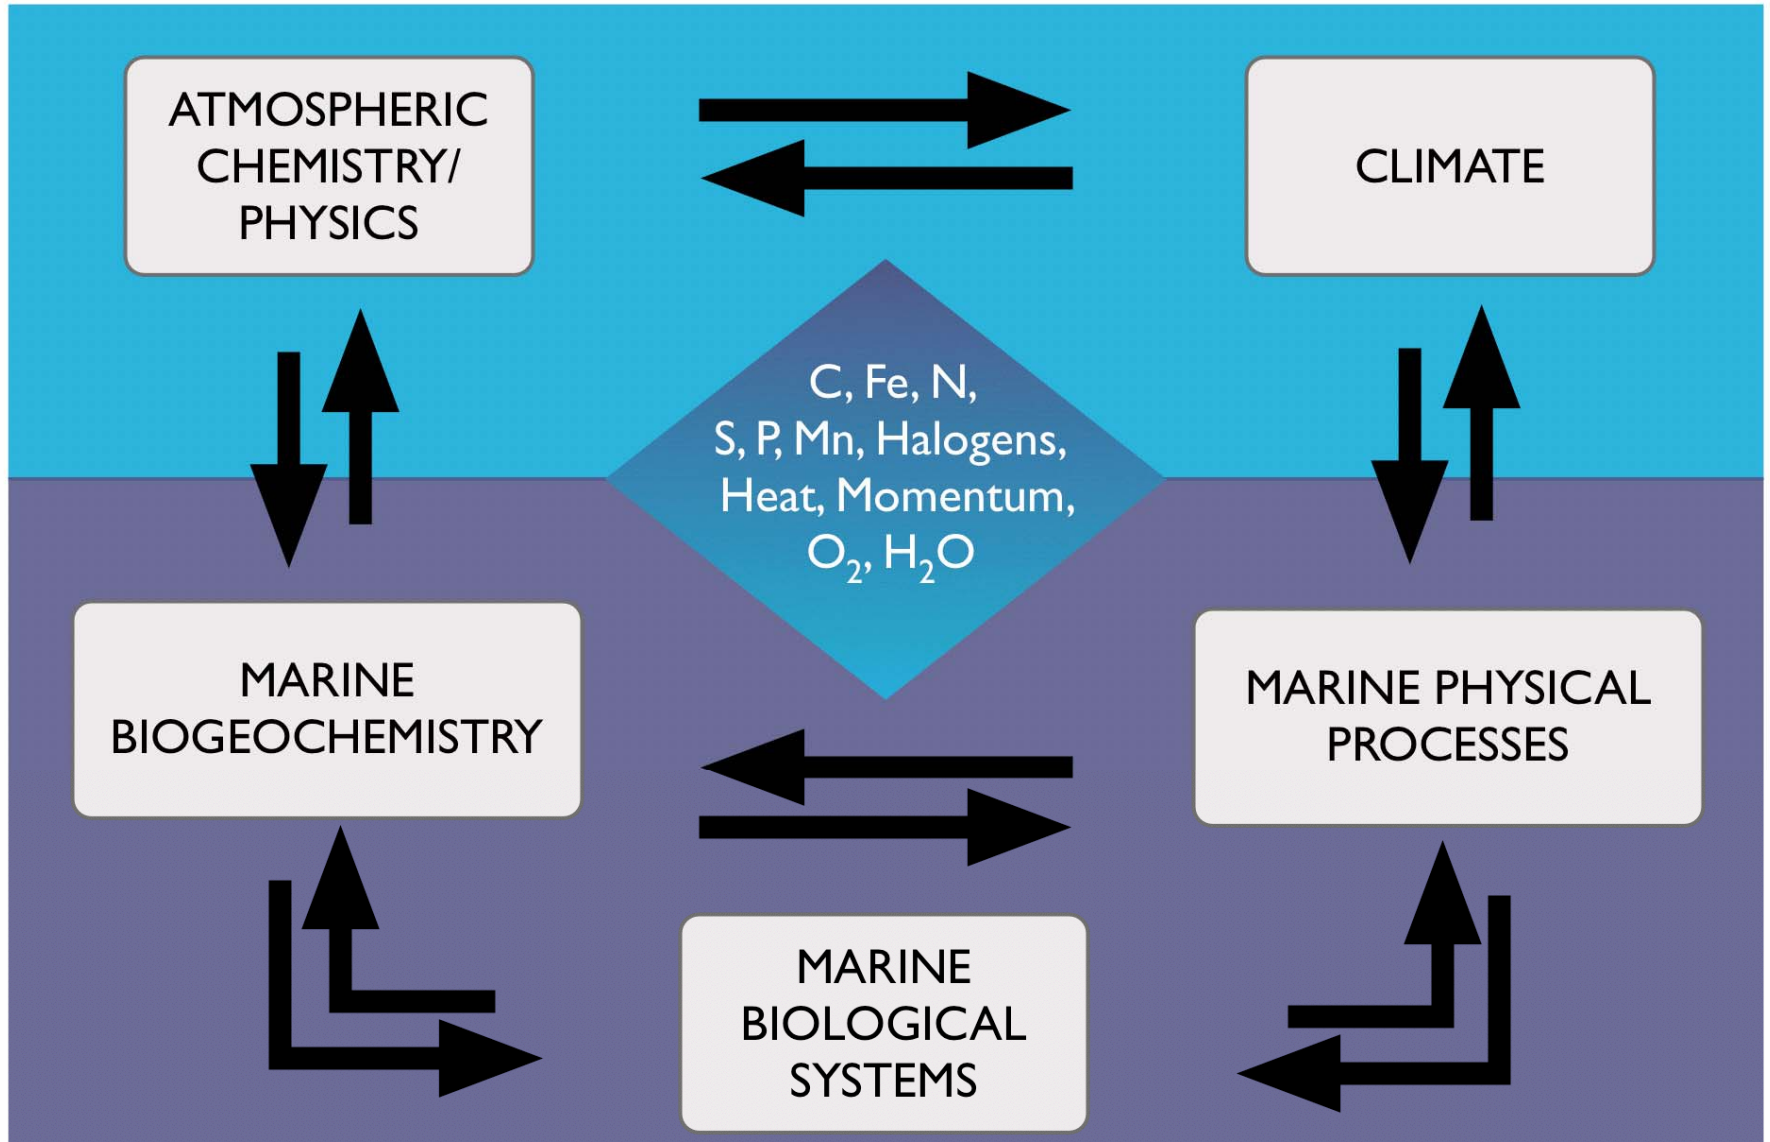 ATMOSPHERIC
CHEMISTRY/
PHYSICS
CLIMATE
C, Fe, N,
S, P, Mn, Halogens,
Heat, Momentum,
O₂, H₂O
MARINE
BIOGEOCHEMISTRY
MARINE PHYSICAL
PROCESSES
MARINE
BIOLOGICAL
SYSTEMS